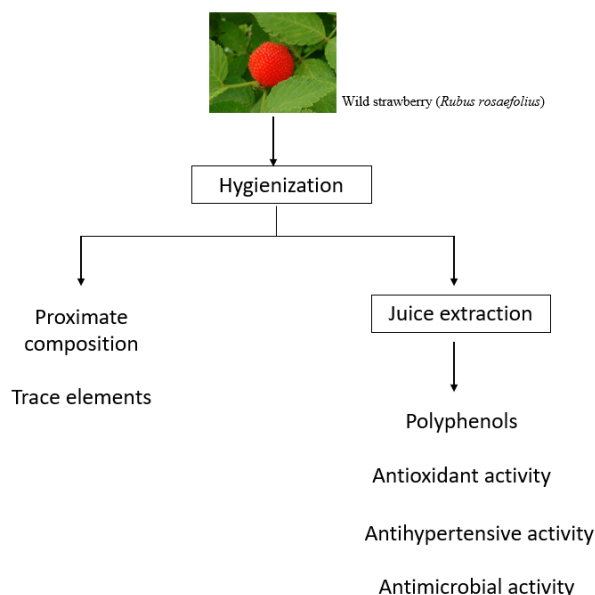 Wild strawberry (Rubus rosaefolius)
Hygienization
Proximate
composition
Trace elements
Juice extraction
Polyphenols
Antioxidant activity
Antihypertensive activity
Antimicrobial activity